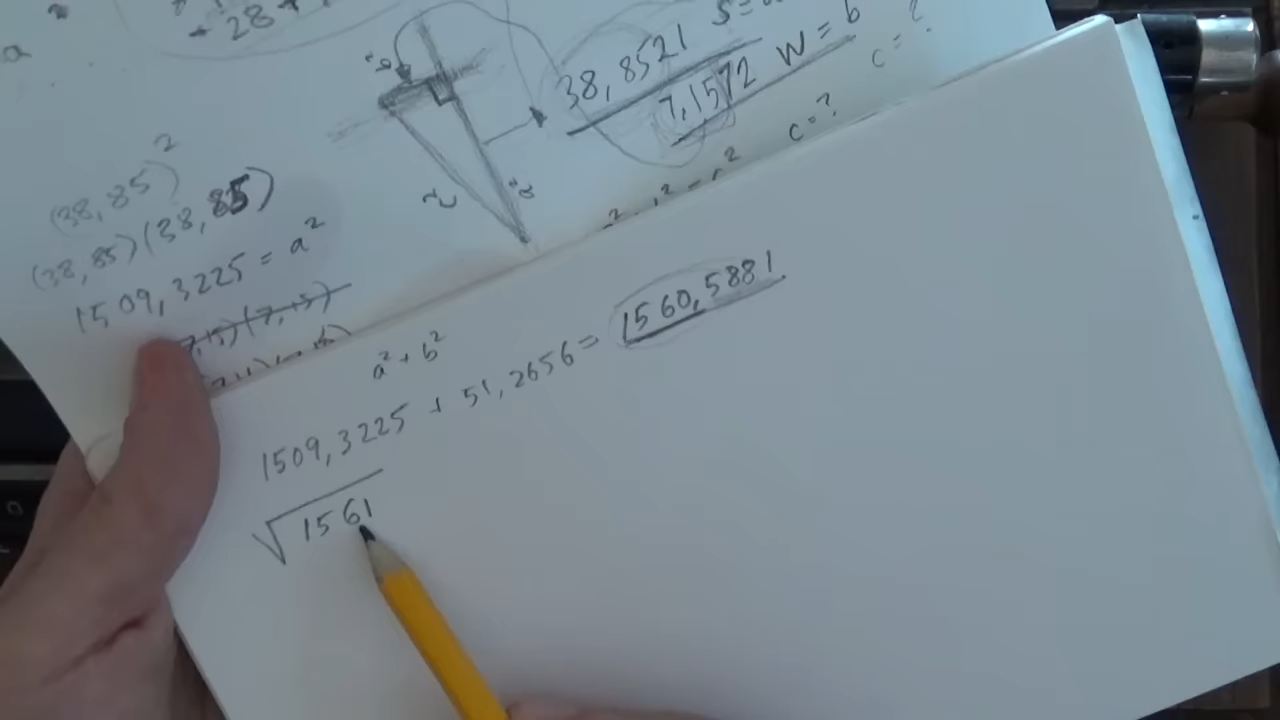 - 28 +
a
38,8521
S =
7,1572 W = b
c = ?
c = ?
(38,85)²
(38,85)(38,85)
1509,3225 = a²
a² + b²
1509,3225 + 51,2656 = 1560,5881
√1561